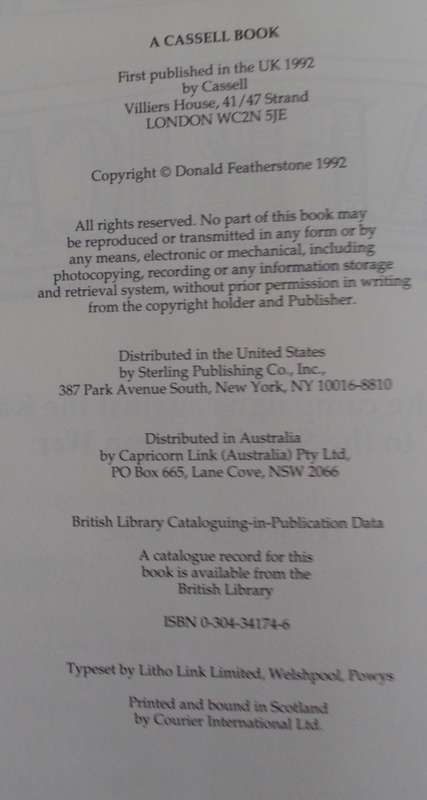 A CASSELL BOOK
First published in the UK 1992
by Cassell
Villiers House, 41/47 Strand
LONDON WC2N 5JE
Copyright © Donald Featherstone 1992
All rights reserved. No part of this book may
be reproduced or transmitted in any form or by
any means, electronic or mechanical, including
photocopying, recording or any information storage
and retrieval system, without prior permission in writing
from the copyright holder and Publisher.
Distributed in the United States
by Sterling Publishing Co., Inc.,
387 Park Avenue South, New York, NY 10016-8810
Distributed in Australia
by Capricorn Link (Australia) Pty Ltd,
PO Box 665, Lane Cove, NSW 2066
British Library Cataloguing-in-Publication Data
A catalogue record for this
book is available from the
British Library
ISBN 0-304-34174-6
Typeset by Litho Link Limited, Welshpool, Powys
Printed and bound in Scotland
by Courier International Ltd.